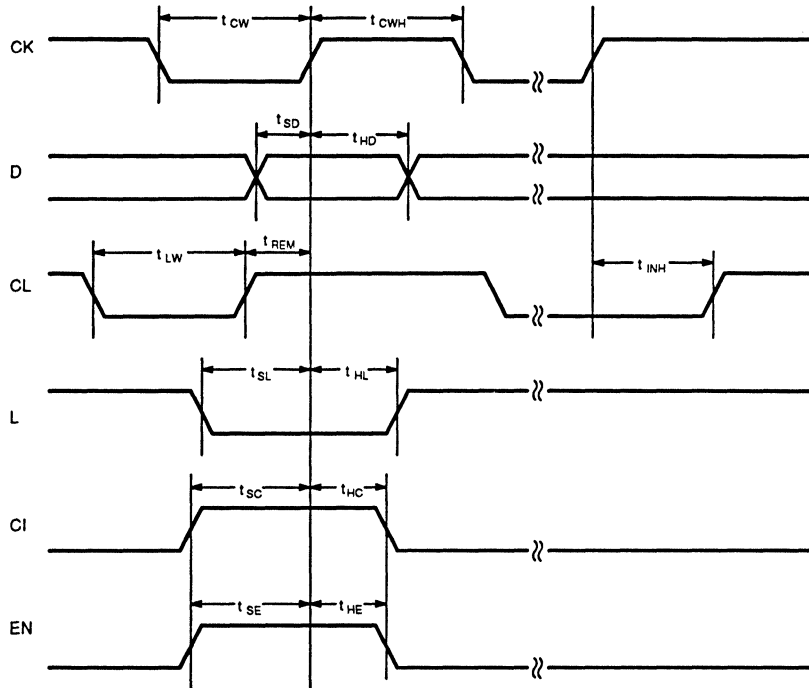 t CW t CWH
CK
t SD
t HD
D
t LW t REM
t INH
CL
t SL t HL
L
t SC t HC
CI
t SE t HE
EN